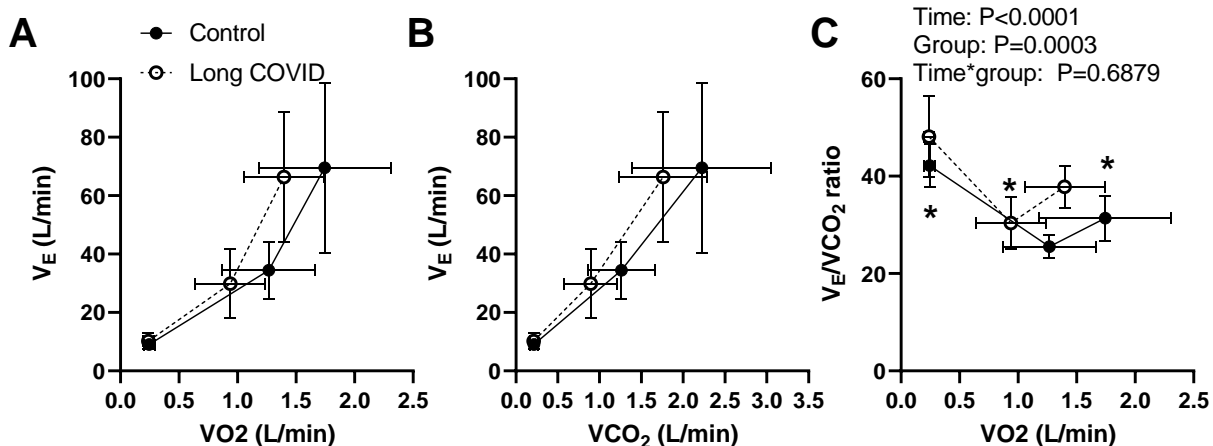 A
Control
Long COVID
100
80
60
40
20
0
V_E (L/min)
0.0 0.5 1.0 1.5 2.0 2.5
VO2 (L/min)
B
100
80
60
40
20
0
V_E (L/min)
0.0 0.5 1.0 1.5 2.0 2.5 3.0 3.5
VCO₂ (L/min)
C
Time: P<0.0001
Group: P=0.0003
Time*group: P=0.6879
60
40
20
0
V_E/VCO₂ ratio
* * *
0.0 0.5 1.0 1.5 2.0 2.5
VO2 (L/min)